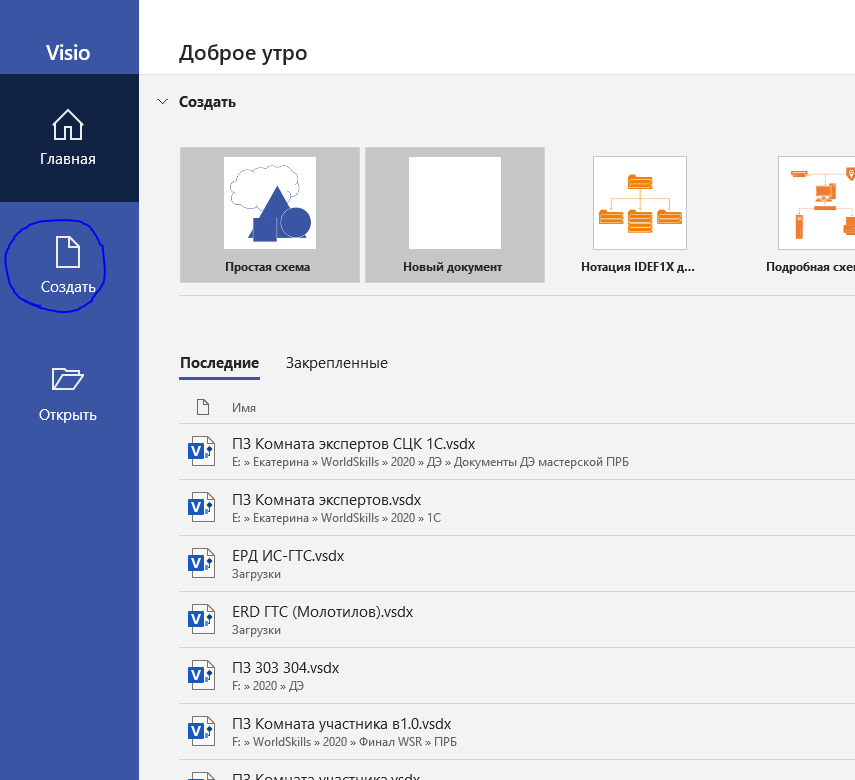 Visio
Доброе утро
Создать
Главная
Простая схема
Новый документ
Нотация IDEF1X д...
Подробная схе
Создать
Последние
Закрепленные
Открыть
Имя
ПЗ Комната экспертов СЦК 1С.vsdx
E: » Екатерина » WorldSkills » 2020 » ДЭ » Документы ДЭ мастерской ПРБ
ПЗ Комната экспертов.vsdx
E: » Екатерина » WorldSkills » 2020 » 1С
ЕРД ИС-ГТС.vsdx
Загрузки
ERD ГТС (Молотилов).vsdx
Загрузки
ПЗ 303 304.vsdx
F: » 2020 » ДЭ
ПЗ Комната участника в1.0.vsdx
F: » WorldSkills » 2020 » Финал WSR » ПРБ
ПЗ Комната участника.vsdx